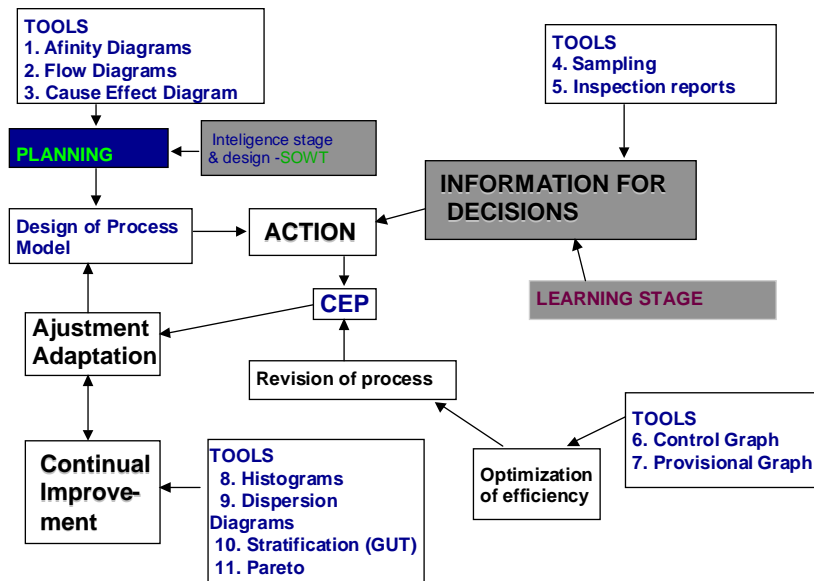 TOOLS
1. Afinity Diagrams
2. Flow Diagrams
3. Cause Effect Diagram
TOOLS
4. Sampling
5. Inspection reports
PLANNING
Inteligence stage
& design -SOWT
INFORMATION FOR
DECISIONS
Design of Process
Model
ACTION
LEARNING STAGE
CEP
Ajustment
Adaptation
Revision of process
TOOLS
6. Control Graph
7. Provisional Graph
Continual
Improve-
ment
TOOLS
8. Histograms
9. Dispersion
Diagrams
10. Stratification (GUT)
11. Pareto
Optimization
of efficiency